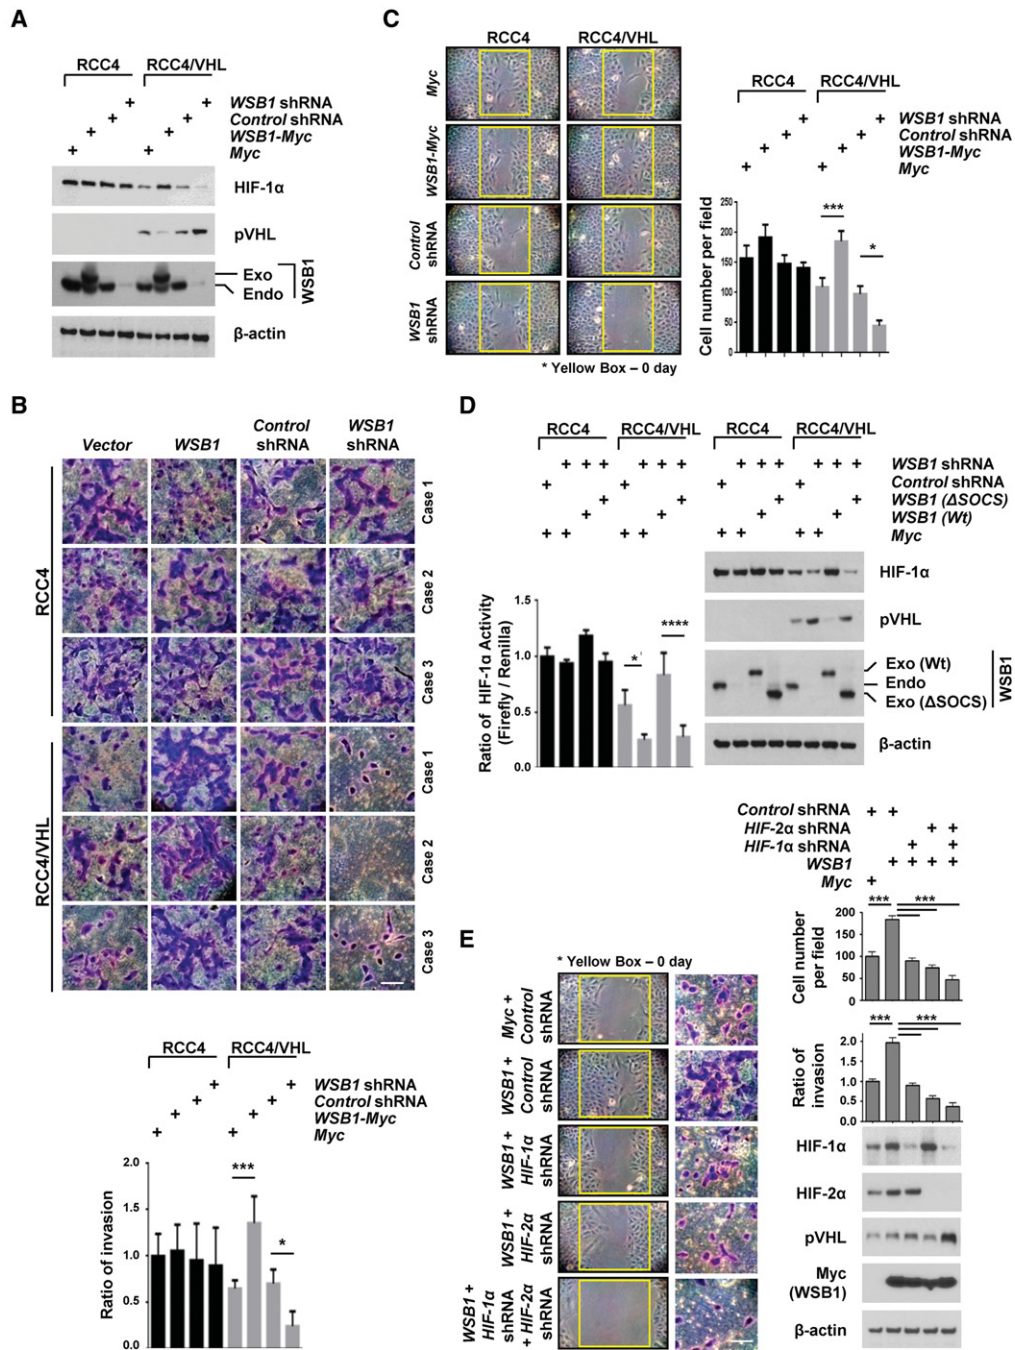 A
RCC4 RCC4/VHL
+ + WSB1 shRNA
+ + Control shRNA
+ + WSB1-Myc
+ + Myc
HIF-1α
pVHL
Exo
Endo
WSB1
β-actin
B
Vector WSB1 Control shRNA WSB1 shRNA
RCC4
Case 1
Case 2
Case 3
RCC4/VHL
Case 1
Case 2
Case 3
RCC4 RCC4/VHL
+ + WSB1 shRNA
+ + Control shRNA
+ + WSB1-Myc
+ + Myc
Ratio of invasion
2.0
1.5
1.0
0.5
0.0
***
*
C
RCC4 RCC4/VHL
Myc
WSB1-Myc
Control shRNA
WSB1 shRNA
* Yellow Box – 0 day
RCC4 RCC4/VHL
+ + WSB1 shRNA
+ + Control shRNA
+ + WSB1-Myc
+ + Myc
Cell number per field
250
200
150
100
50
0
***
*
D
RCC4 RCC4/VHL RCC4 RCC4/VHL
+ + + + + + + + + + + + WSB1 shRNA
+ + + + Control shRNA
+ + + + WSB1 (ΔSOCS)
+ + + + WSB1 (Wt)
+ + + + + + + + Myc
Ratio of HIF-1α Activity
(Firefly / Renilla)
1.5
1.0
0.5
0.0
*
****
HIF-1α
pVHL
Exo (Wt)
Endo
Exo (ΔSOCS)
WSB1
β-actin
E
* Yellow Box – 0 day
Myc + Control shRNA
WSB1 + Control shRNA
WSB1 + HIF-1α shRNA
WSB1 + HIF-2α shRNA
WSB1 + HIF-1α shRNA + HIF-2α shRNA
Control shRNA + +
HIF-2α shRNA + +
HIF-1α shRNA + +
WSB1 + + + +
Myc +
Cell number per field
200
150
100
50
0
*** ***
Ratio of invasion
2.0
1.5
1.0
0.5
0.0
*** ***
HIF-1α
HIF-2α
pVHL
Myc (WSB1)
β-actin